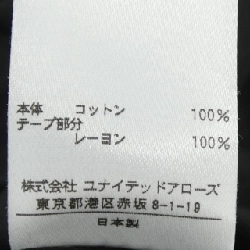 本体　コットン　100％
テープ部分
レーヨン　100％
株式会社 ユナイテッドアローズ
東京都港区赤坂8-1-19
日本製